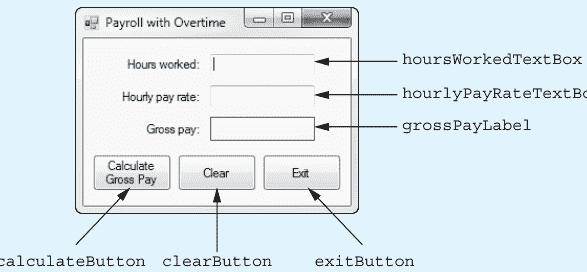 Payroll with Overtime
Hours worked: hoursWorkedTextBox
Hourly pay rate: hourlyPayRateTextBo
Gross pay: grossPayLabel
Calculate Gross Pay Clear Exit
calculateButton clearButton exitButton